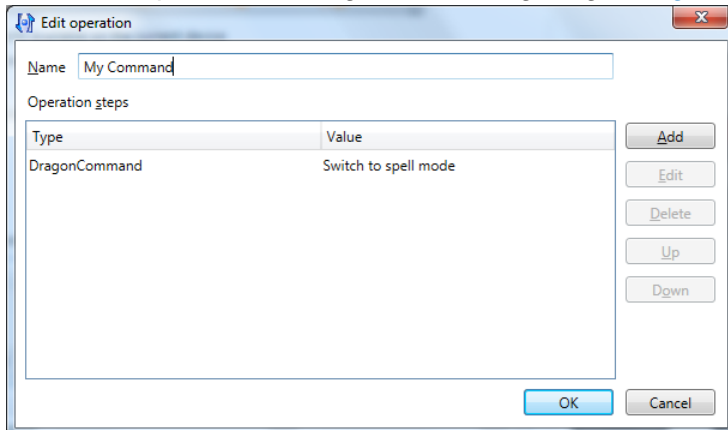 Edit operation
Name My Command
Operation steps
Type Value
Add
DragonCommand Switch to spell mode
Edit
Delete
Up
Down
OK Cancel